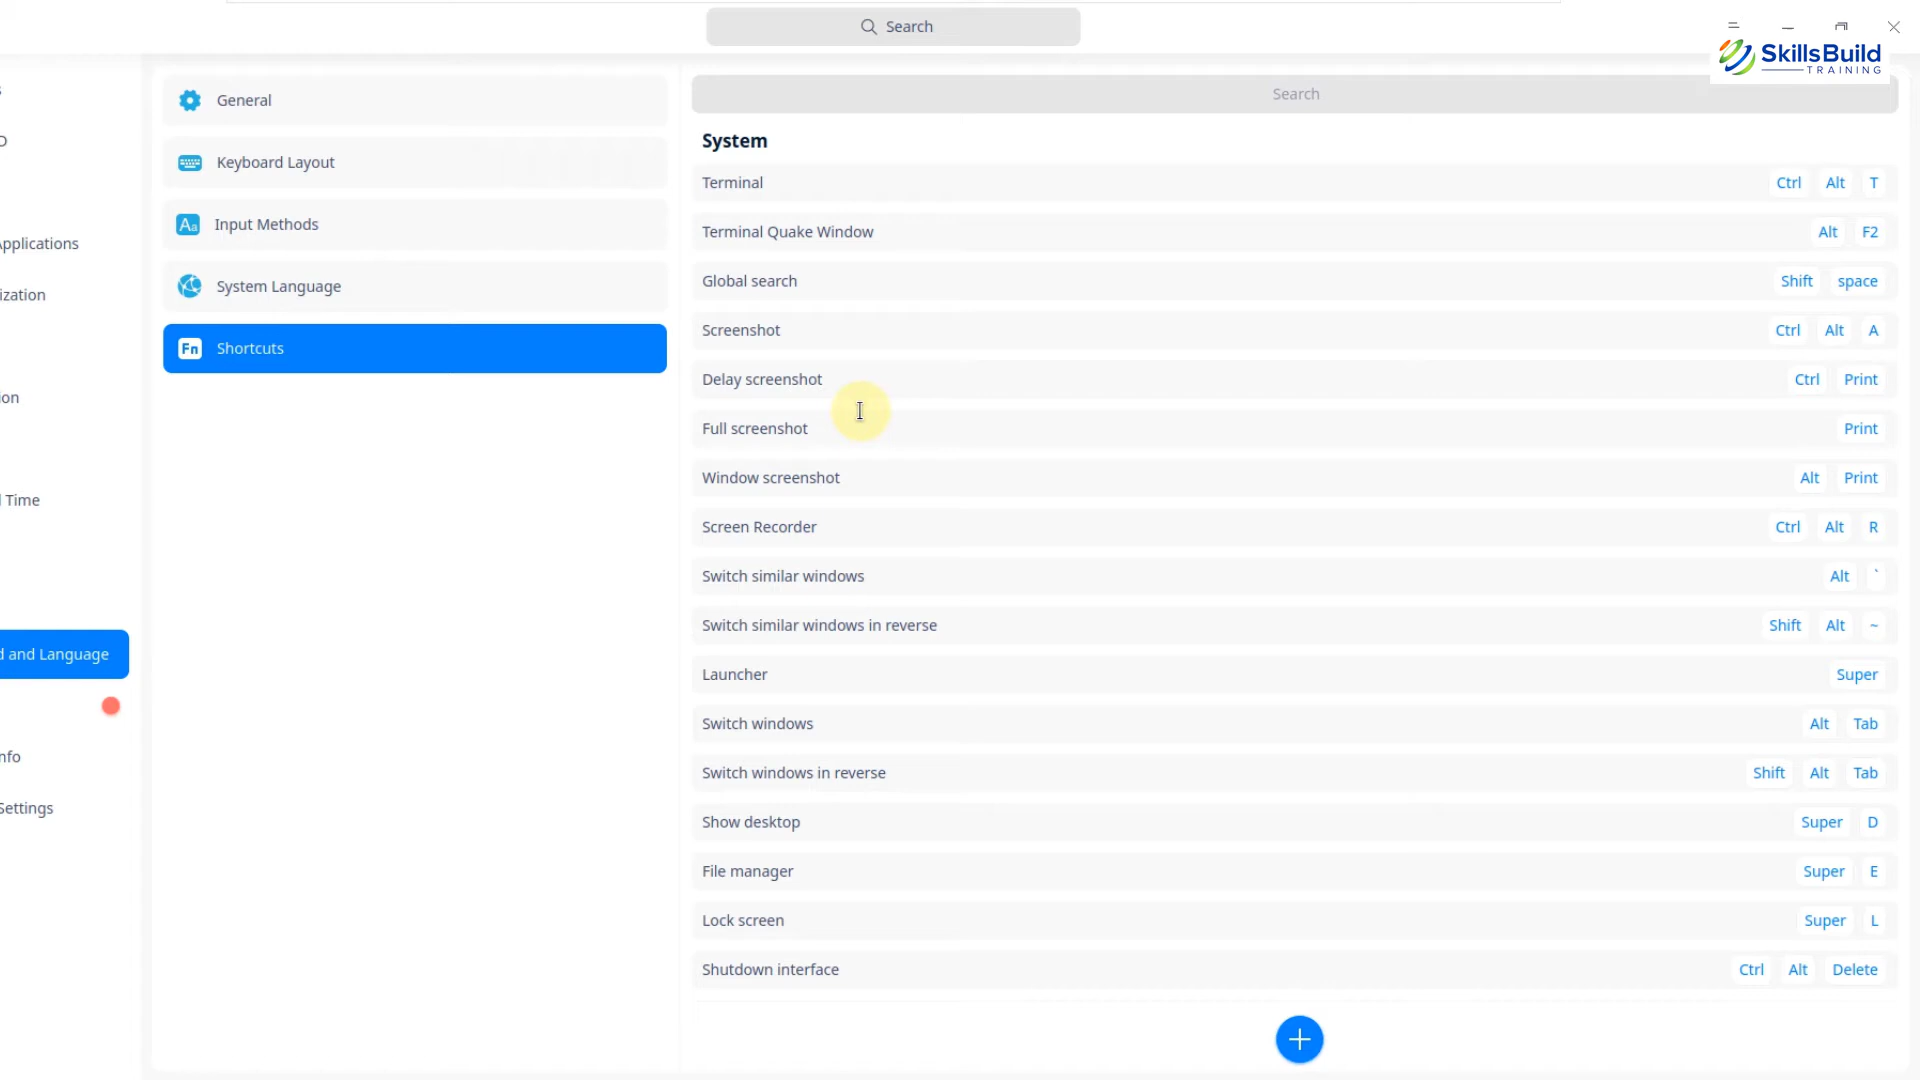 Search
SkillsBuild
TRAINING
s
D
Applications
ization
ion
l Time
d and Language
nfo
Settings
General
Keyboard Layout
Aa Input Methods
System Language
Fn Shortcuts
Search
System
Terminal Ctrl Alt T
Terminal Quake Window Alt F2
Global search Shift space
Screenshot Ctrl Alt A
Delay screenshot Ctrl Print
Full screenshot Print
Window screenshot Alt Print
Screen Recorder Ctrl Alt R
Switch similar windows Alt `
Switch similar windows in reverse Shift Alt ~
Launcher Super
Switch windows Alt Tab
Switch windows in reverse Shift Alt Tab
Show desktop Super D
File manager Super E
Lock screen Super L
Shutdown interface Ctrl Alt Delete